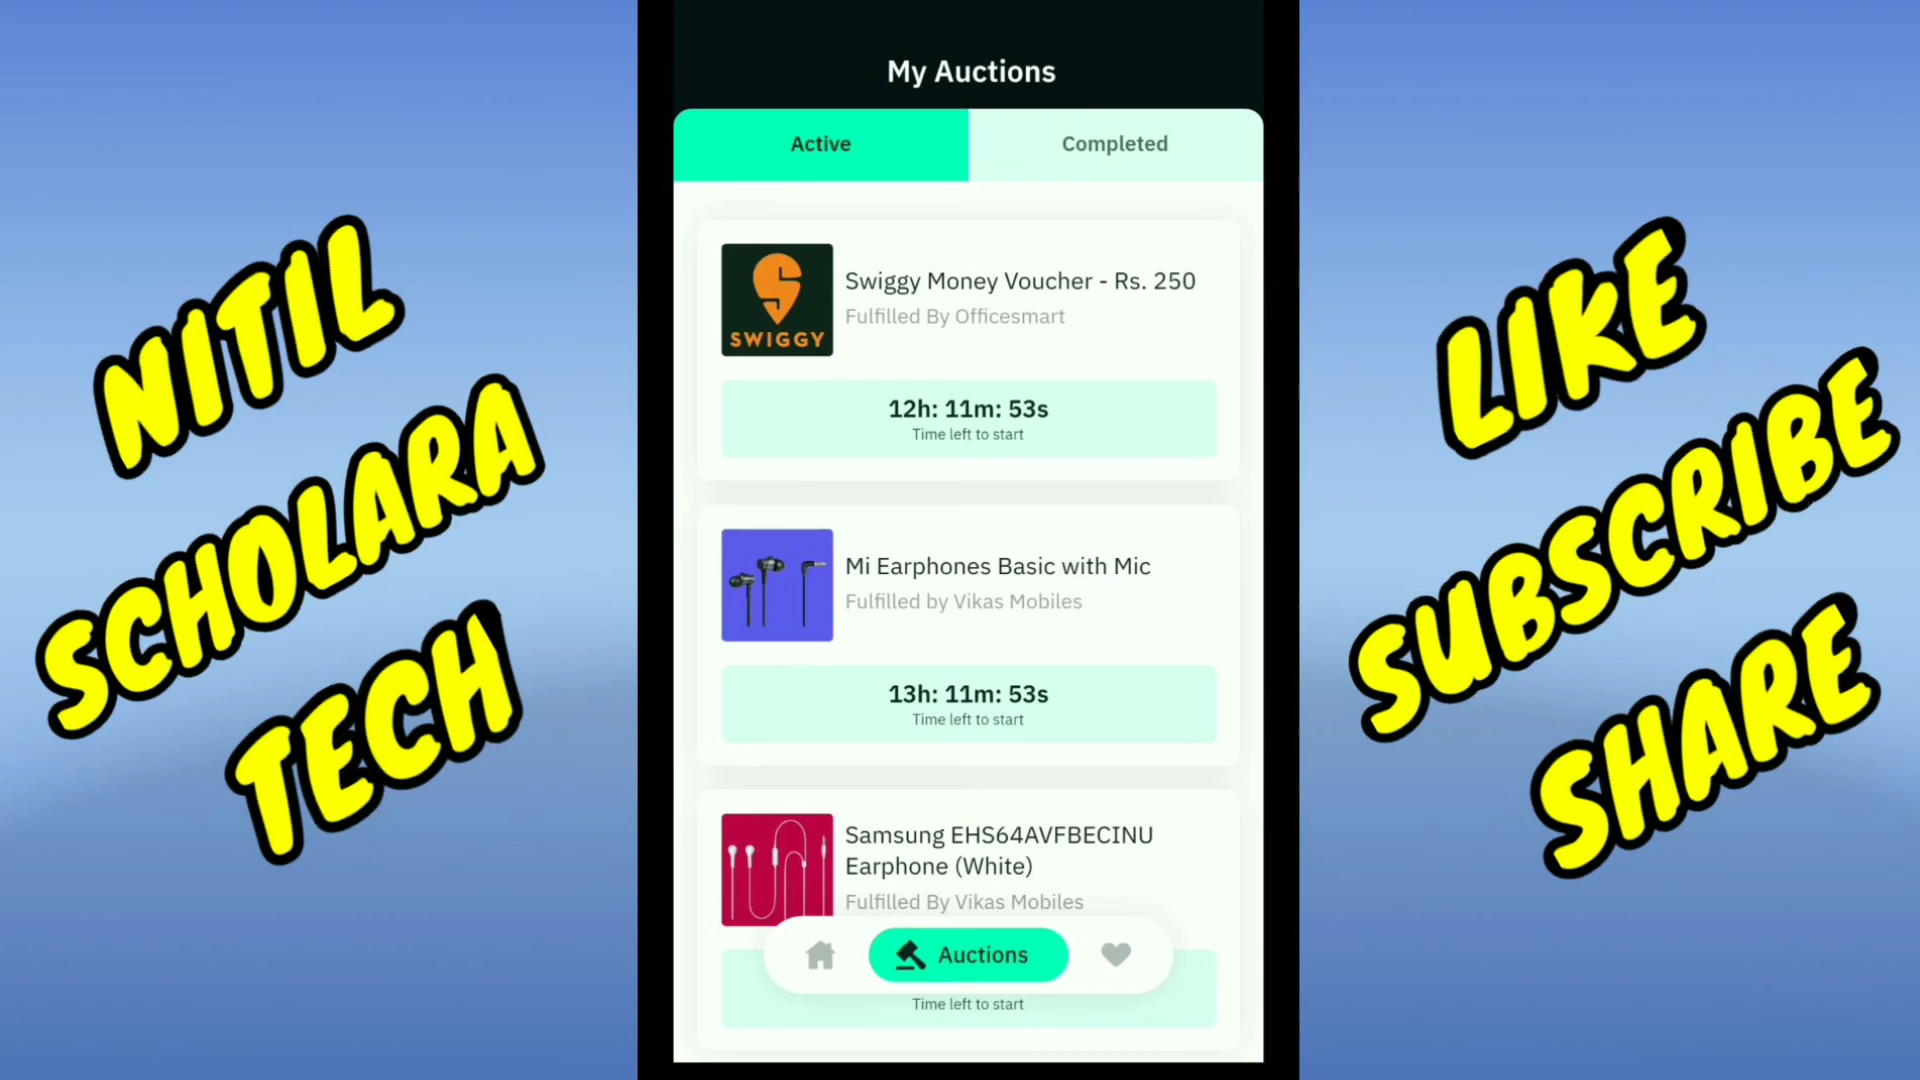 NITIL
SCHOLARA
TECH
My Auctions
Active
Completed
SWIGGY
Swiggy Money Voucher - Rs. 250
Fulfilled By Officesmart
12h: 11m: 53s
Time left to start
Mi Earphones Basic with Mic
Fulfilled by Vikas Mobiles
13h: 11m: 53s
Time left to start
Samsung EHS64AVFBECINU
Earphone (White)
Fulfilled By Vikas Mobiles
Auctions
Time left to start
LIKE
SUBSCRIBE
SHARE